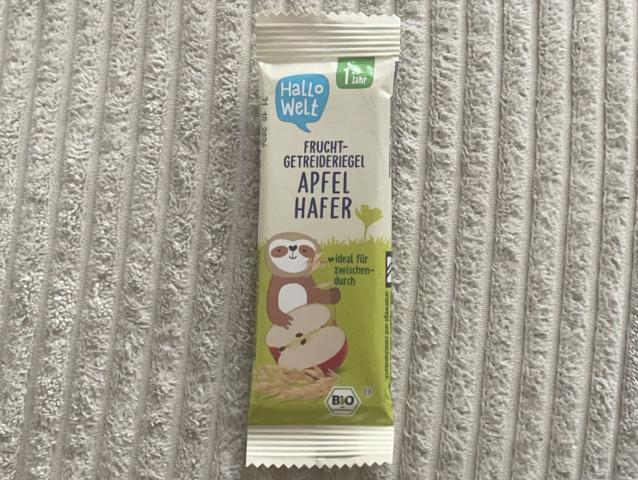 Hallo
Welt
1
Jahr
FRUCHT-
GETREIDERIEGEL
APFEL
HAFER
ideal für
zwischen-
durch
BIO